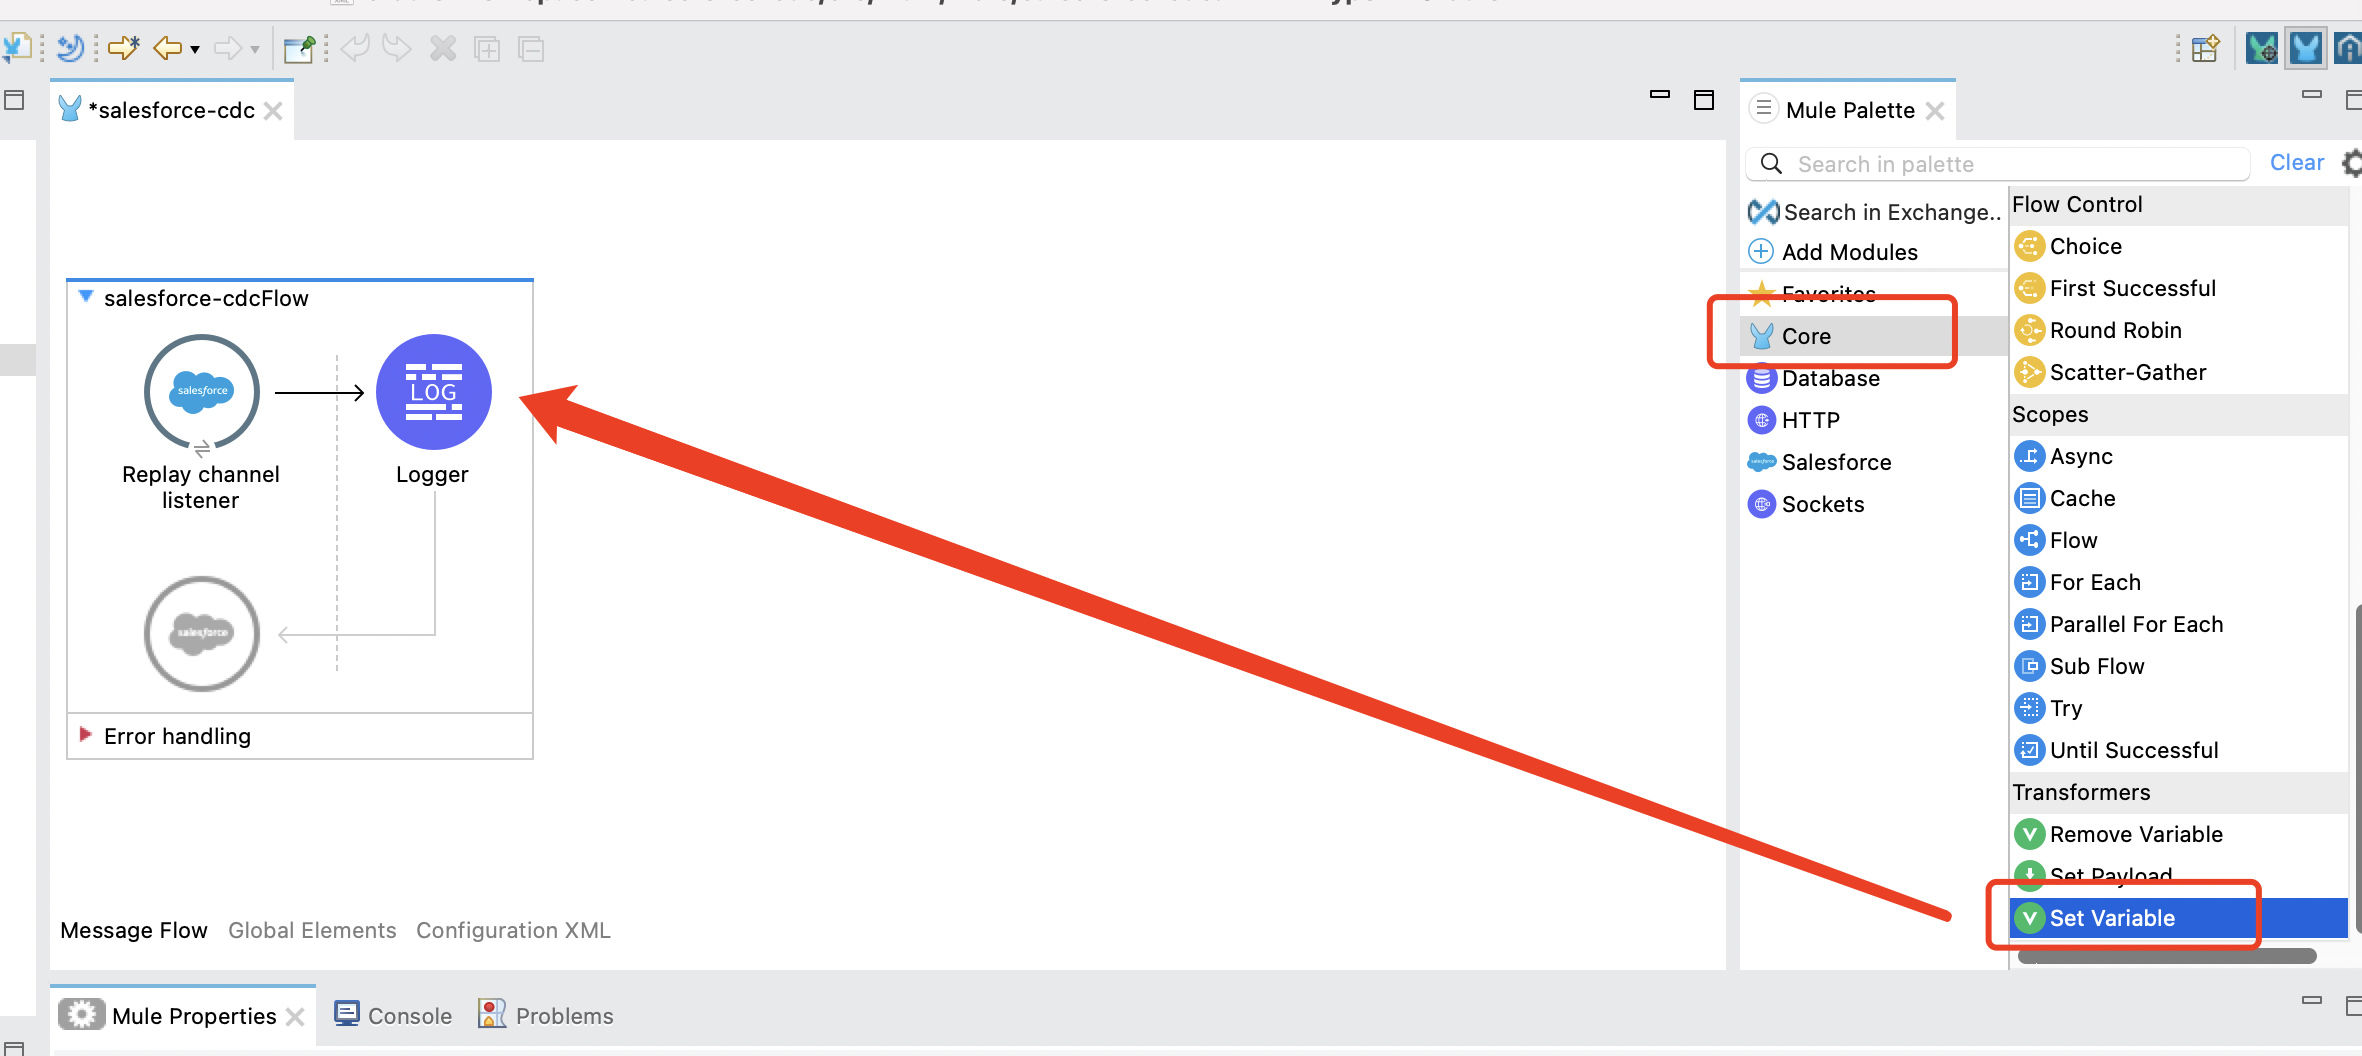 *salesforce-cdc
Mule Palette
Search in palette
Clear
Search in Exchange..
Add Modules
Favorites
Core
Database
HTTP
Salesforce
Sockets
Flow Control
Choice
First Successful
Round Robin
Scatter-Gather
Scopes
Async
Cache
Flow
For Each
Parallel For Each
Sub Flow
Try
Until Successful
Transformers
Remove Variable
Set Payload
Set Variable
salesforce-cdcFlow
salesforce
LOG
Replay channel
listener
Logger
salesforce
Error handling
Message Flow
Global Elements
Configuration XML
Mule Properties
Console
Problems